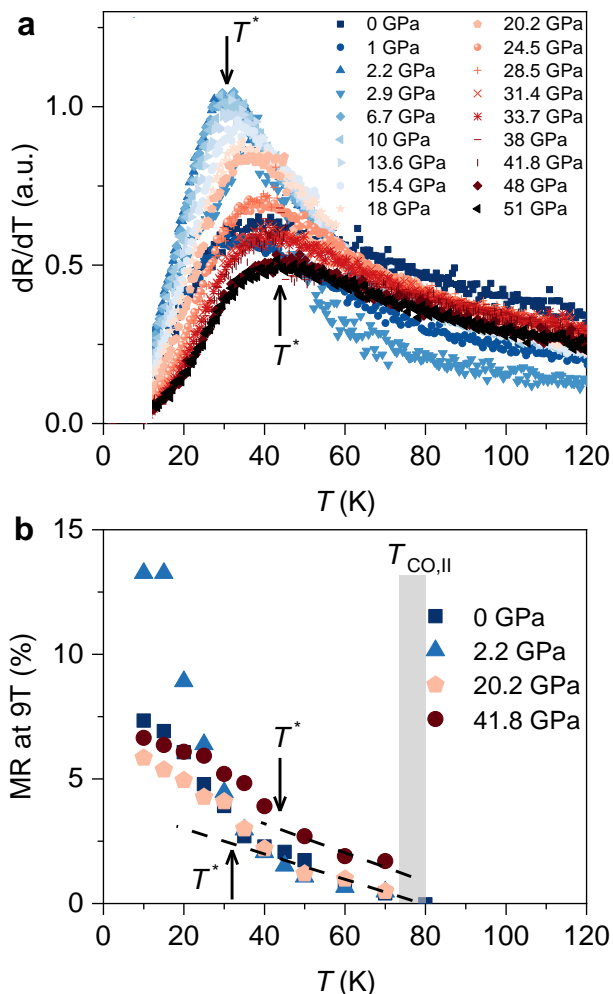 a
T*
0 GPa
1 GPa
2.2 GPa
2.9 GPa
6.7 GPa
10 GPa
13.6 GPa
15.4 GPa
18 GPa
20.2 GPa
24.5 GPa
28.5 GPa
31.4 GPa
33.7 GPa
38 GPa
41.8 GPa
48 GPa
51 GPa
1.0
0.5
0.0
dR/dT (a.u.)
T*
0 20 40 60 80 100 120
T (K)
b
15
10
5
0
MR at 9T (%)
TCO,II
0 GPa
2.2 GPa
20.2 GPa
41.8 GPa
T*
T*
0 20 40 60 80 100 120
T (K)